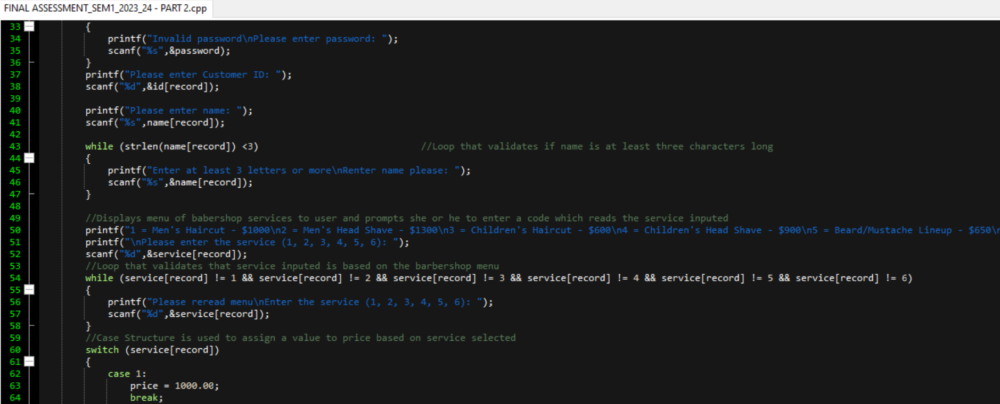 FINAL ASSESSMENT_SEM1_2023_24 - PART 2.cpp
33 {
34 printf("Invalid password\nPlease enter password: ");
35 scanf("%s",&password);
36 }
37 printf("Please enter Customer ID: ");
38 scanf("%d",&id[record]);
39
40 printf("Please enter name: ");
41 scanf("%s",name[record]);
42
43 while (strlen(name[record]) <3) //Loop that validates if name is at least three characters long
44 {
45 printf("Enter at least 3 letters or more\nRenter name please: ");
46 scanf("%s",&name[record]);
47 }
48
49 //Displays menu of babershop services to user and prompts she or he to enter a code which reads the service inputed
50 printf("1 = Men's Haircut - $1000\n2 = Men's Head Shave - $1300\n3 = Children's Haircut - $600\n4 = Children's Head Shave - $900\n5 = Beard/Mustache Lineup - $650\n
51 printf("\nPlease enter the service (1, 2, 3, 4, 5, 6): ");
52 scanf("%d",&service[record]);
53 //Loop that validates that service inputed is based on the barbershop menu
54 while (service[record] != 1 && service[record] != 2 && service[record] != 3 && service[record] != 4 && service[record] != 5 && service[record] != 6)
55 {
56 printf("Please reread menu\nEnter the service (1, 2, 3, 4, 5, 6): ");
57 scanf("%d",&service[record]);
58 }
59 //Case Structure is used to assign a value to price based on service selected
60 switch (service[record])
61 {
62 case 1:
63 price = 1000.00;
64 break;